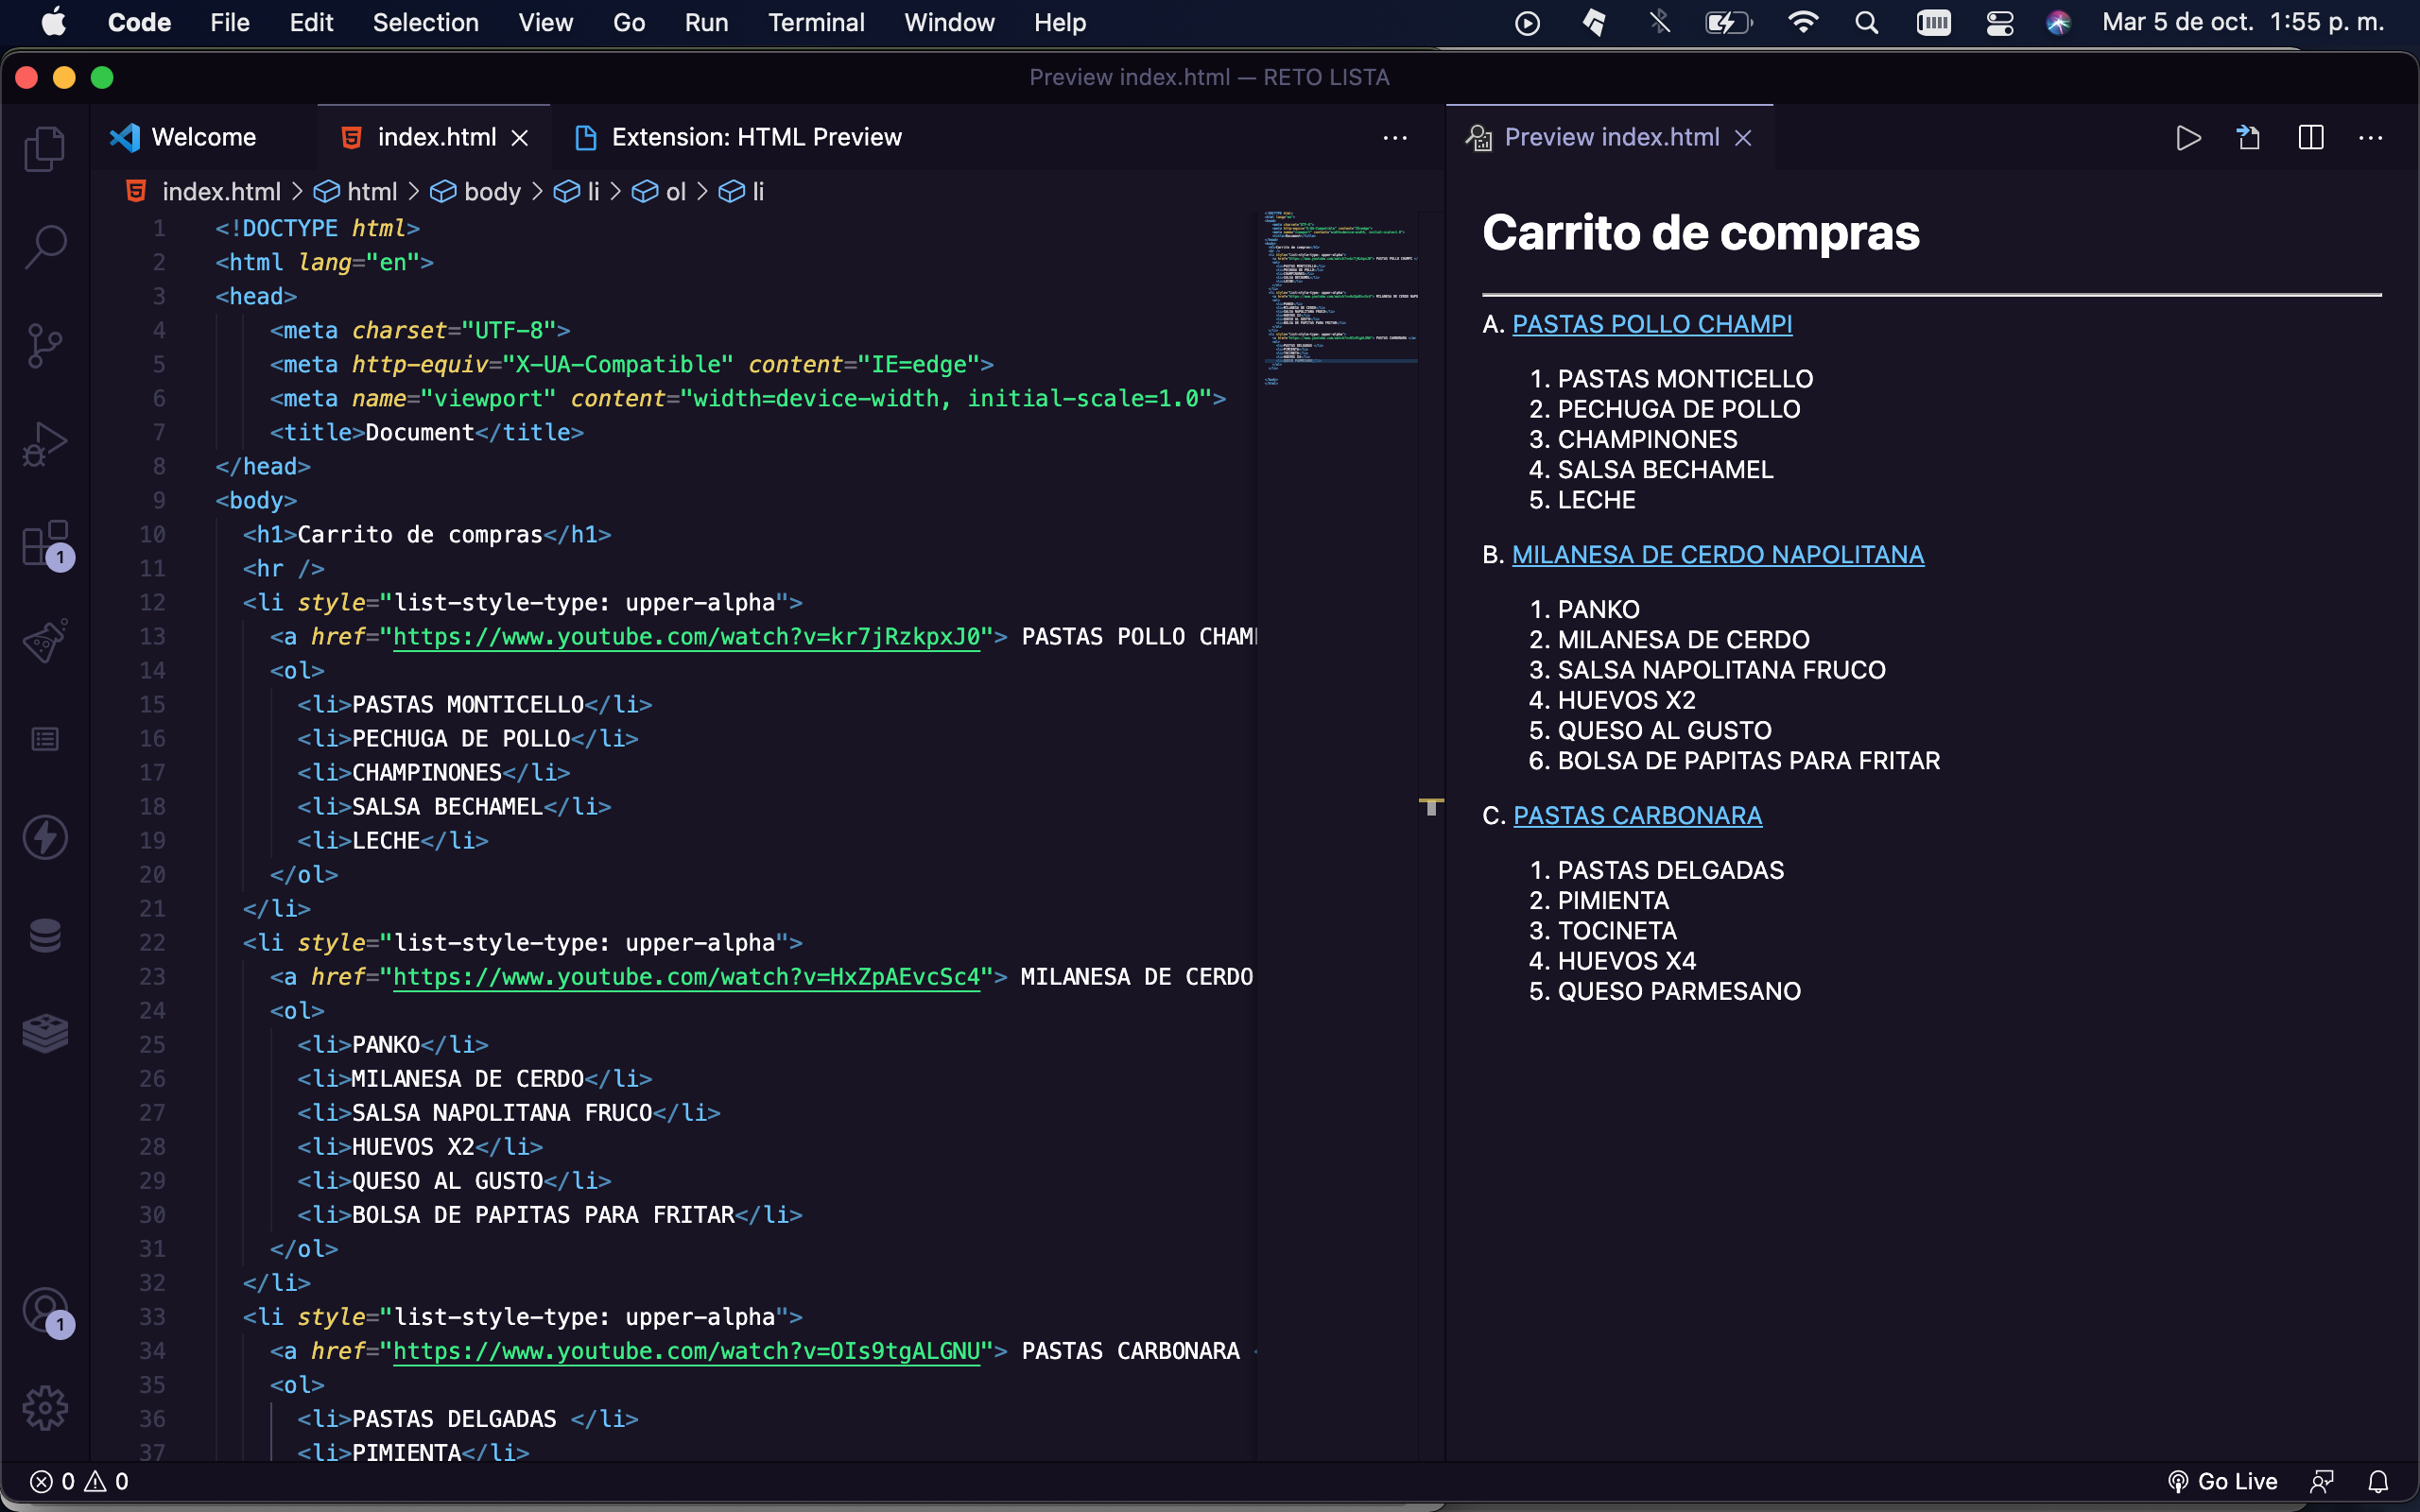 Code File Edit Selection View Go Run Terminal Window Help Mar 5 de oct. 1:55 p. m.
Preview index.html — RETO LISTA
Welcome index.html Extension: HTML Preview ... Preview index.html ...
index.html > html > body > li > ol > li
1 <!DOCTYPE html>
2 <html lang="en">
3 <head>
4 <meta charset="UTF-8">
5 <meta http-equiv="X-UA-Compatible" content="IE=edge">
6 <meta name="viewport" content="width=device-width, initial-scale=1.0">
7 <title>Document</title>
8 </head>
9 <body>
10 <h1>Carrito de compras</h1>
11 <hr />
12 <li style="list-style-type: upper-alpha">
13 <a href="https://www.youtube.com/watch?v=kr7jRzkpxJ0"> PASTAS POLLO CHAM
14 <ol>
15 <li>PASTAS MONTICELLO</li>
16 <li>PECHUGA DE POLLO</li>
17 <li>CHAMPINONES</li>
18 <li>SALSA BECHAMEL</li>
19 <li>LECHE</li>
20 </ol>
21 </li>
22 <li style="list-style-type: upper-alpha">
23 <a href="https://www.youtube.com/watch?v=HxZpAEvcSc4"> MILANESA DE CERDO
24 <ol>
25 <li>PANKO</li>
26 <li>MILANESA DE CERDO</li>
27 <li>SALSA NAPOLITANA FRUCO</li>
28 <li>HUEVOS X2</li>
29 <li>QUESO AL GUSTO</li>
30 <li>BOLSA DE PAPITAS PARA FRITAR</li>
31 </ol>
32 </li>
33 <li style="list-style-type: upper-alpha">
34 <a href="https://www.youtube.com/watch?v=OIs9tgALGNU"> PASTAS CARBONARA
35 <ol>
36 <li>PASTAS DELGADAS </li>
37 <li>PIMIENTA</li>
Carrito de compras
A. PASTAS POLLO CHAMPI
1. PASTAS MONTICELLO
2. PECHUGA DE POLLO
3. CHAMPINONES
4. SALSA BECHAMEL
5. LECHE
B. MILANESA DE CERDO NAPOLITANA
1. PANKO
2. MILANESA DE CERDO
3. SALSA NAPOLITANA FRUCO
4. HUEVOS X2
5. QUESO AL GUSTO
6. BOLSA DE PAPITAS PARA FRITAR
C. PASTAS CARBONARA
1. PASTAS DELGADAS
2. PIMIENTA
3. TOCINETA
4. HUEVOS X4
5. QUESO PARMESANO
1
1
0 0 Go Live